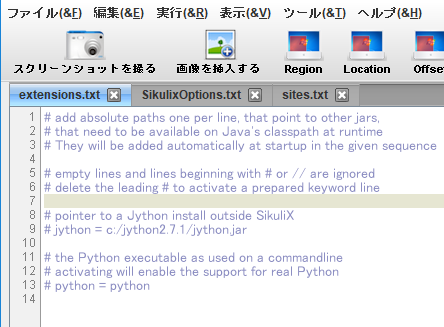 ファイル(&F) 編集(&E) 実行(&R) 表示(&V) ツール(&T) ヘルプ(&H)
スクリーンショットを撮る 画像を挿入する Region Location Offse
extensions.txt SikulixOptions.txt sites.txt
1 # add absolute paths one per line, that point to other jars,
2 # that need to be available on Java's classpath at runtime
3 # They will be added automatically at startup in the given sequence
4
5 # empty lines and lines beginning with # or // are ignored
6 # delete the leading # to activate a prepared keyword line
7
8 # pointer to a Jython install outside SikuliX
9 # jython = c:/jython2.7.1/jython.jar
10
11 # the Python executable as used on a commandline
12 # activating will enable the support for real Python
13 # python = python
14